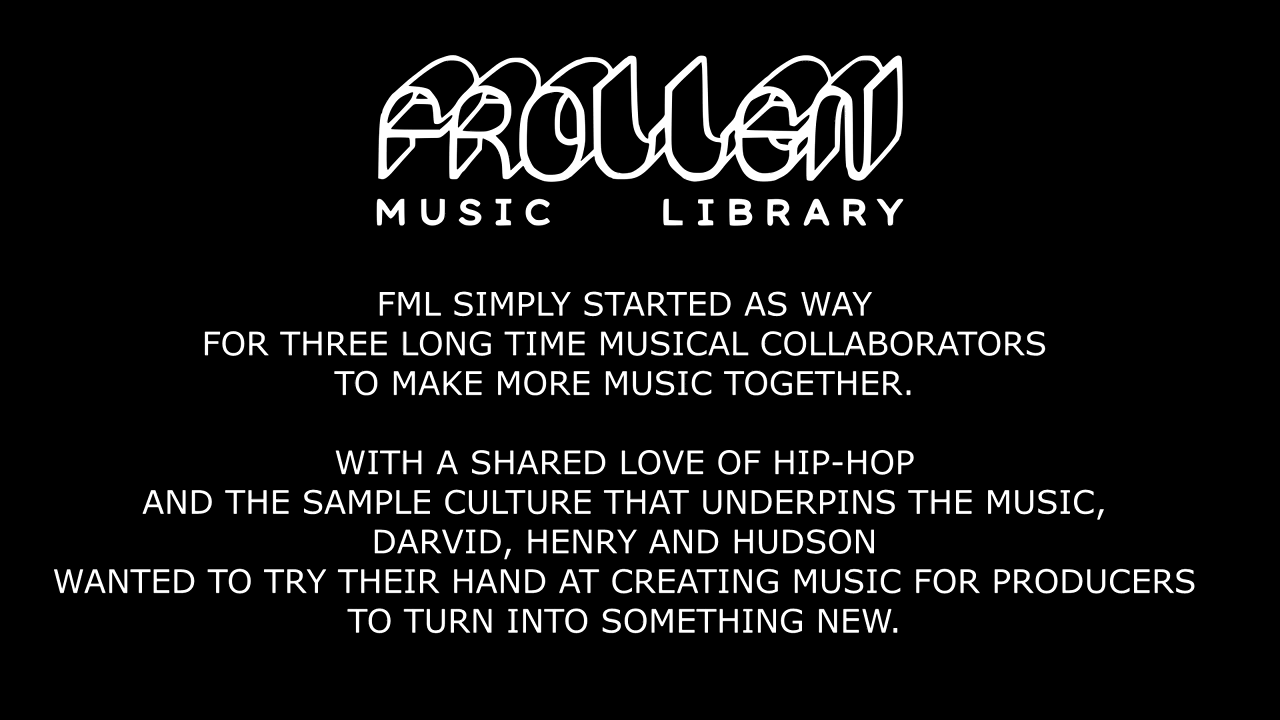 FROLLEN
MUSIC LIBRARY
FML SIMPLY STARTED AS WAY
FOR THREE LONG TIME MUSICAL COLLABORATORS
TO MAKE MORE MUSIC TOGETHER.
WITH A SHARED LOVE OF HIP-HOP
AND THE SAMPLE CULTURE THAT UNDERPINS THE MUSIC,
DARVID, HENRY AND HUDSON
WANTED TO TRY THEIR HAND AT CREATING MUSIC FOR PRODUCERS
TO TURN INTO SOMETHING NEW.